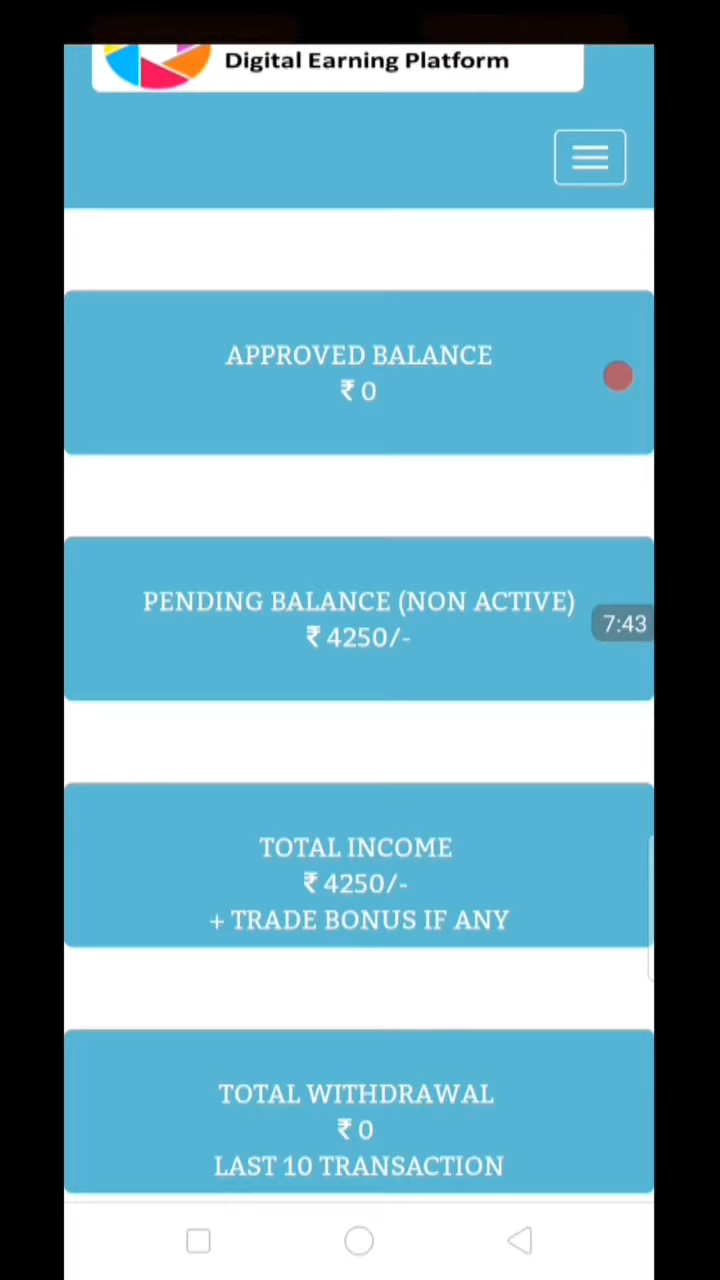 Digital Earning Platform
APPROVED BALANCE
₹ 0
PENDING BALANCE (NON ACTIVE)
₹ 4250/-
7:43
TOTAL INCOME
₹ 4250/-
+ TRADE BONUS IF ANY
TOTAL WITHDRAWAL
₹ 0
LAST 10 TRANSACTION